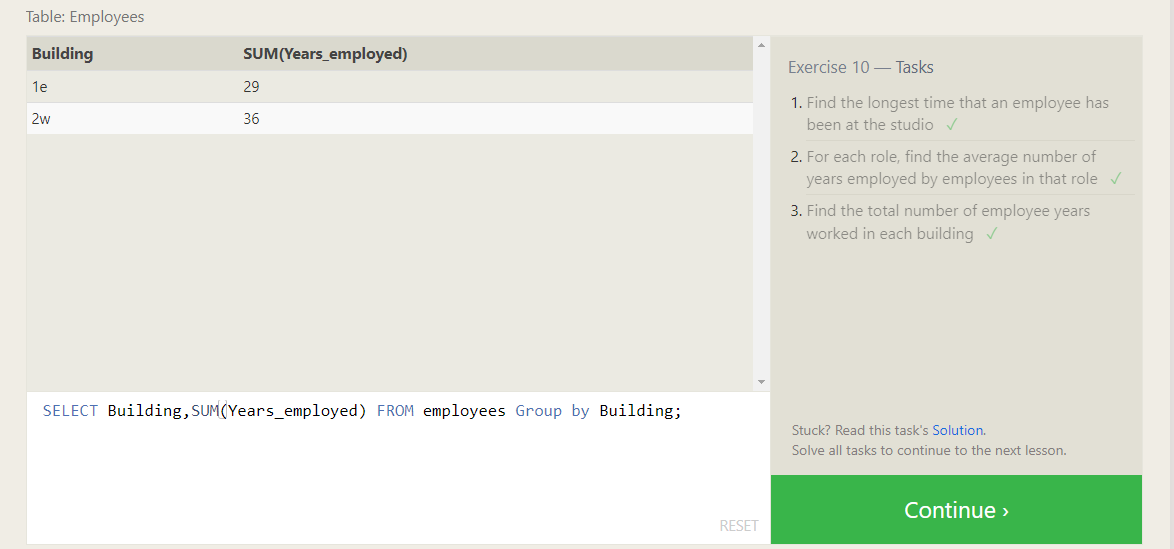 Table: Employees
Building SUM(Years_employed)
1e 29
2w 36
SELECT Building,SUM(Years_employed) FROM employees Group by Building;
RESET
Exercise 10 — Tasks
1. Find the longest time that an employee has
been at the studio ✓
2. For each role, find the average number of
years employed by employees in that role ✓
3. Find the total number of employee years
worked in each building ✓
Stuck? Read this task's Solution.
Solve all tasks to continue to the next lesson.
Continue ›